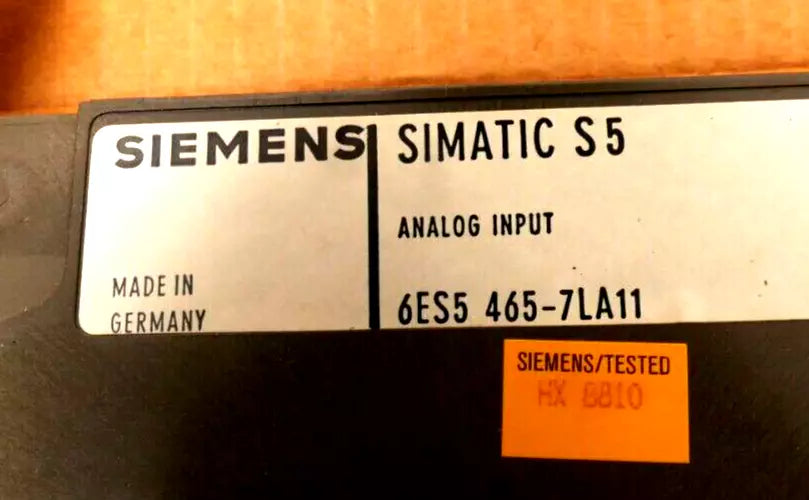 SIEMENS
MADE IN
GERMANY
SIMATIC S5
ANALOG INPUT
6ES5 465-7LA11
SIEMENS/TESTED
HX 8810